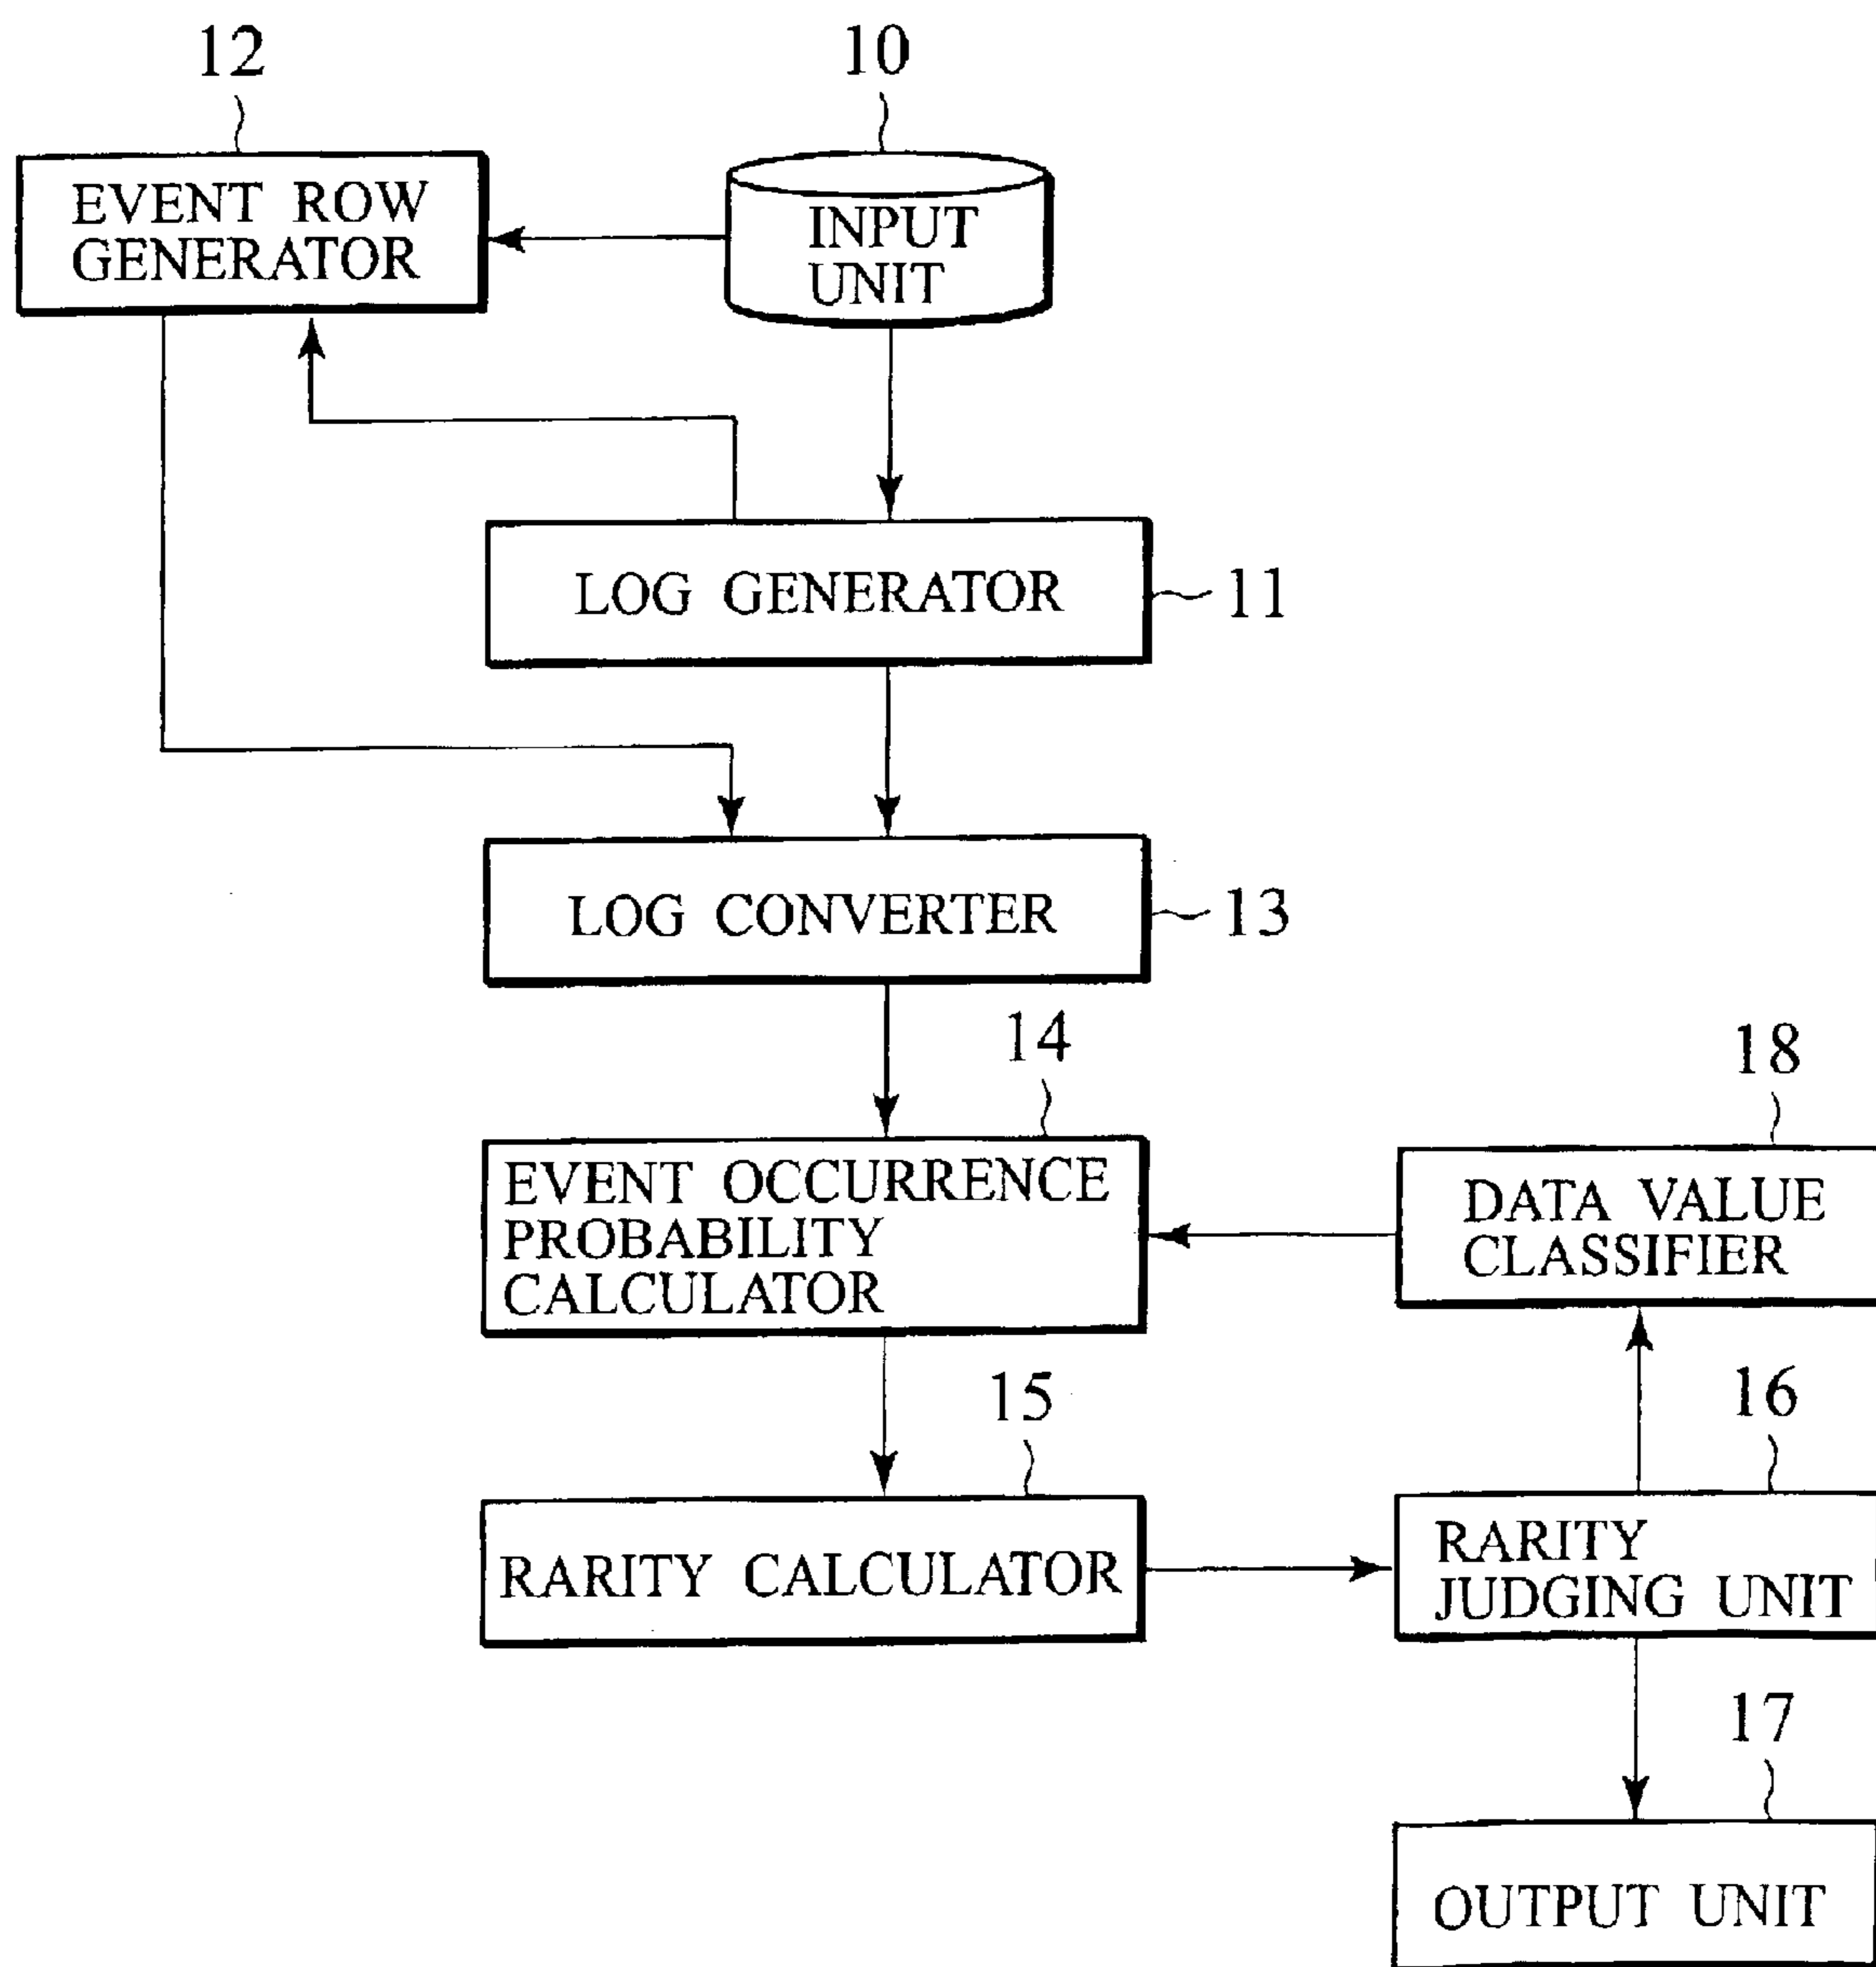 12
10
EVENT ROW
GENERATOR
INPUT
UNIT
LOG GENERATOR
11
LOG CONVERTER
13
14
18
EVENT OCCURRENCE
PROBABILITY
CALCULATOR
DATA VALUE
CLASSIFIER
15
16
RARITY CALCULATOR
RARITY
JUDGING UNIT
17
OUTPUT UNIT